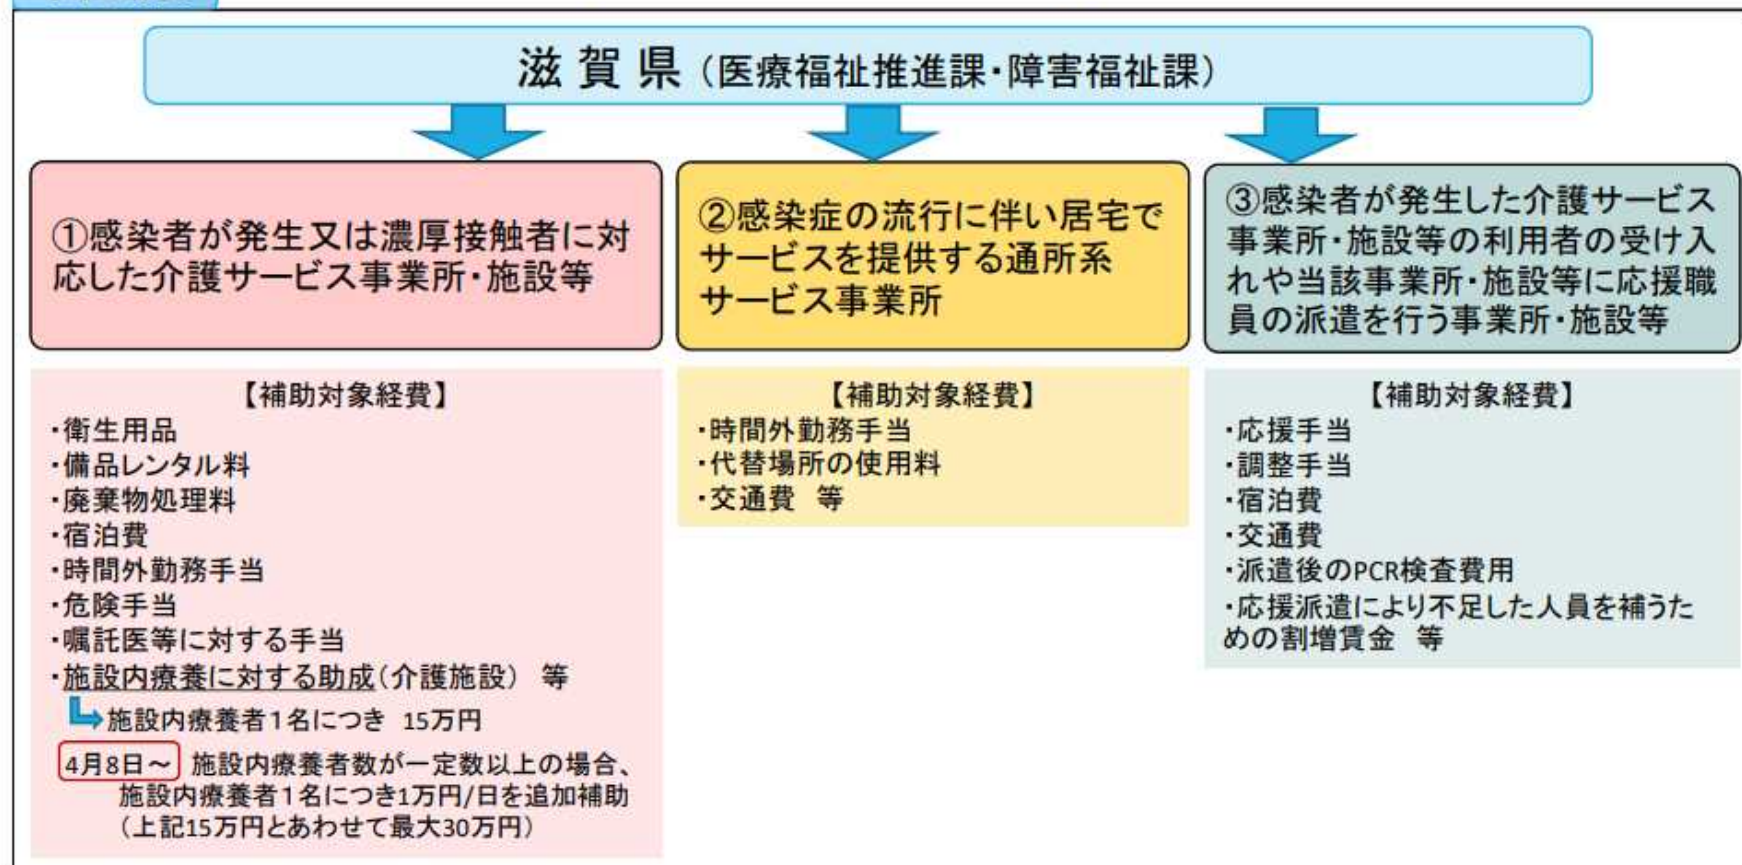 滋賀県（医療福祉推進課・障害福祉課）
①感染者が発生又は濃厚接触者に対
応した介護サービス事業所・施設等
【補助対象経費】
・衛生用品
・備品レンタル料
・廃棄物処理料
・宿泊費
・時間外勤務手当
・危険手当
・嘱託医等に対する手当
・施設内療養に対する助成（介護施設） 等
施設内療養者1名につき 15万円
4月8日～ 施設内療養者数が一定数以上の場合、
施設内療養者1名につき1万円/日を追加補助
（上記15万円とあわせて最大30万円）
②感染症の流行に伴い居宅で
サービスを提供する通所系
サービス事業所
【補助対象経費】
・時間外勤務手当
・代替場所の使用料
・交通費 等
③感染者が発生した介護サービス
事業所・施設等の利用者の受け入
れや当該事業所・施設等に応援職
員の派遣を行う事業所・施設等
【補助対象経費】
・応援手当
・調整手当
・宿泊費
・交通費
・派遣後のPCR検査費用
・応援派遣により不足した人員を補うた
めの割増賃金 等